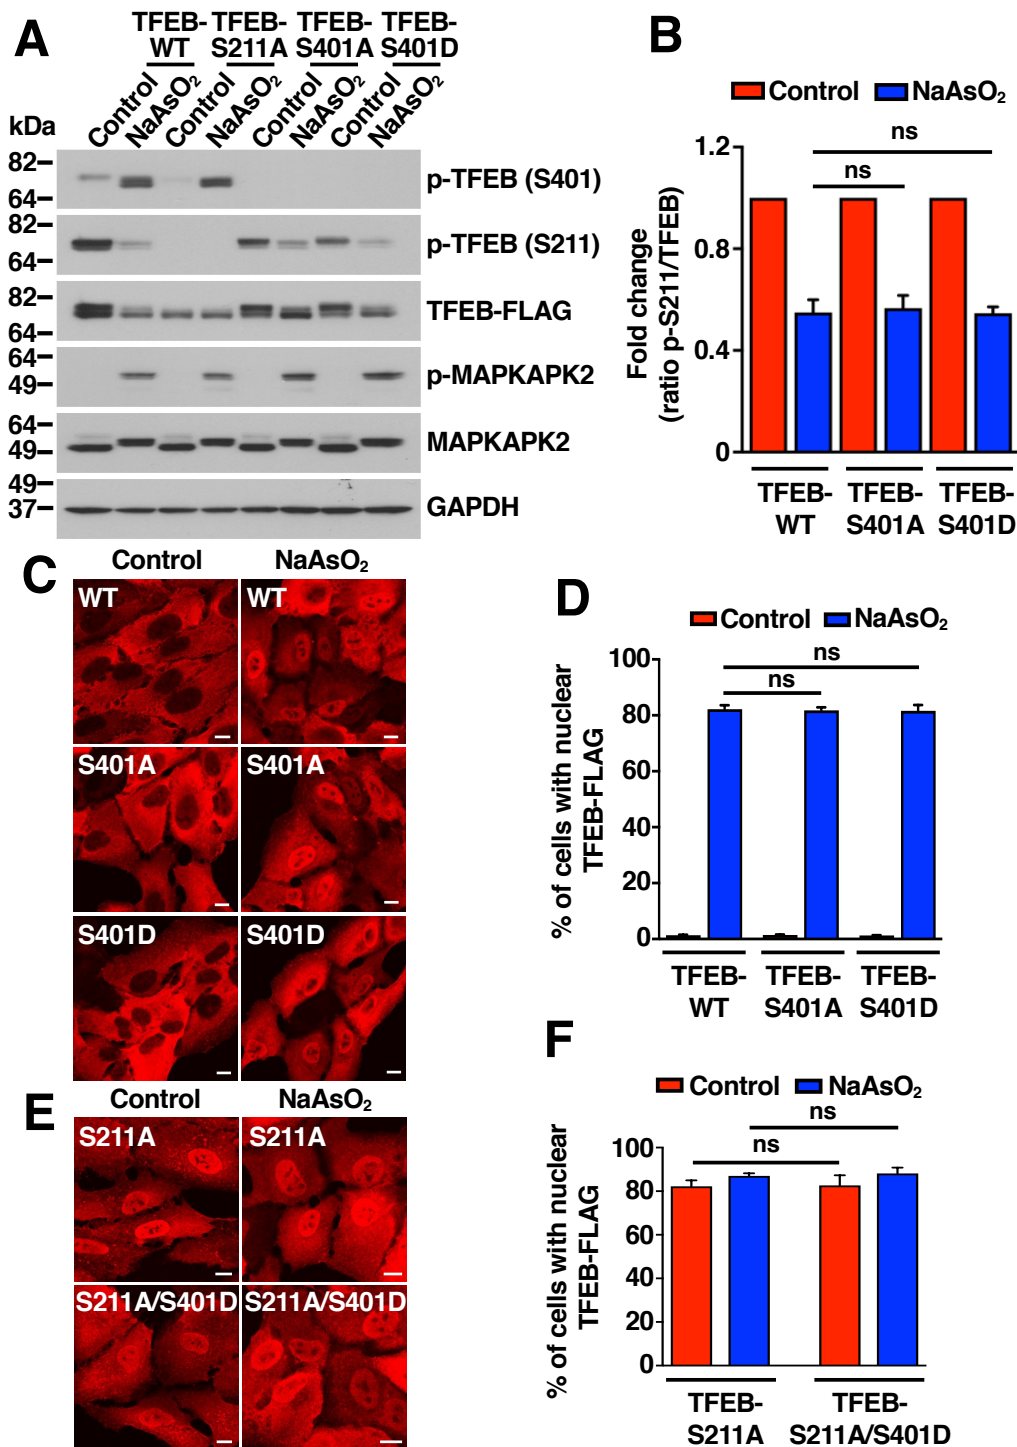 A
TFEB- TFEB- TFEB- TFEB-
WT S211A S401A S401D
Control NaAsO₂ Control NaAsO₂ Control NaAsO₂ Control NaAsO₂
kDa
82 p-TFEB (S401)
64
82 p-TFEB (S211)
64
82 TFEB-FLAG
64
64 p-MAPKAPK2
49
64 MAPKAPK2
49
49
37 GAPDH
B
Control NaAsO₂
ns
ns
Fold change
(ratio p-S211/TFEB)
1.2
0.8
0.4
0
TFEB- TFEB- TFEB-
WT S401A S401D
C
Control NaAsO₂
WT WT
S401A S401A
S401D S401D
D
Control NaAsO₂
ns
ns
% of cells with nuclear
TFEB-FLAG
100
80
60
40
20
0
TFEB- TFEB- TFEB-
WT S401A S401D
E
Control NaAsO₂
S211A S211A
S211A/S401D S211A/S401D
F
Control NaAsO₂
ns
ns
% of cells with nuclear
TFEB-FLAG
100
80
60
40
20
0
TFEB- TFEB-
S211A S211A/S401D